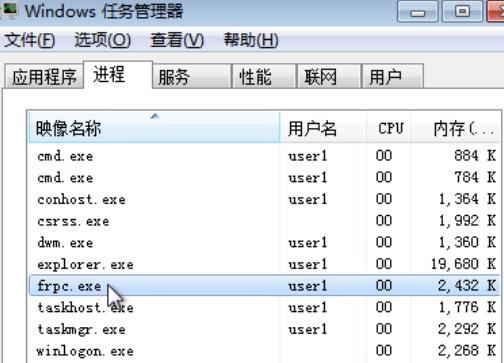 Windows 任务管理器
文件(F) 选项(O) 查看(V) 帮助(H)
应用程序 进程 服务 性能 联网 用户
映像名称 用户名 CPU 内存(...
cmd.exe user1 00 884 K
cmd.exe user1 00 784 K
conhost.exe user1 00 1,364 K
csrss.exe 00 1,992 K
dwm.exe user1 00 1,360 K
explorer.exe user1 00 19,680 K
frpc.exe user1 00 2,432 K
taskhost.exe user1 00 1,776 K
taskmgr.exe user1 00 2,292 K
winlogon.exe 00 2,268 K